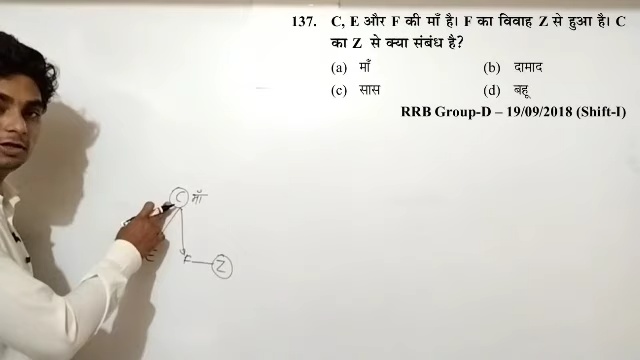 137. C, E और F की माँ है। F का विवाह Z से हुआ है। C
का Z से क्या संबंध है?
(a) माँ (b) दामाद
(c) सास (d) बहू
RRB Group-D – 19/09/2018 (Shift-I)
C माँ
F Z